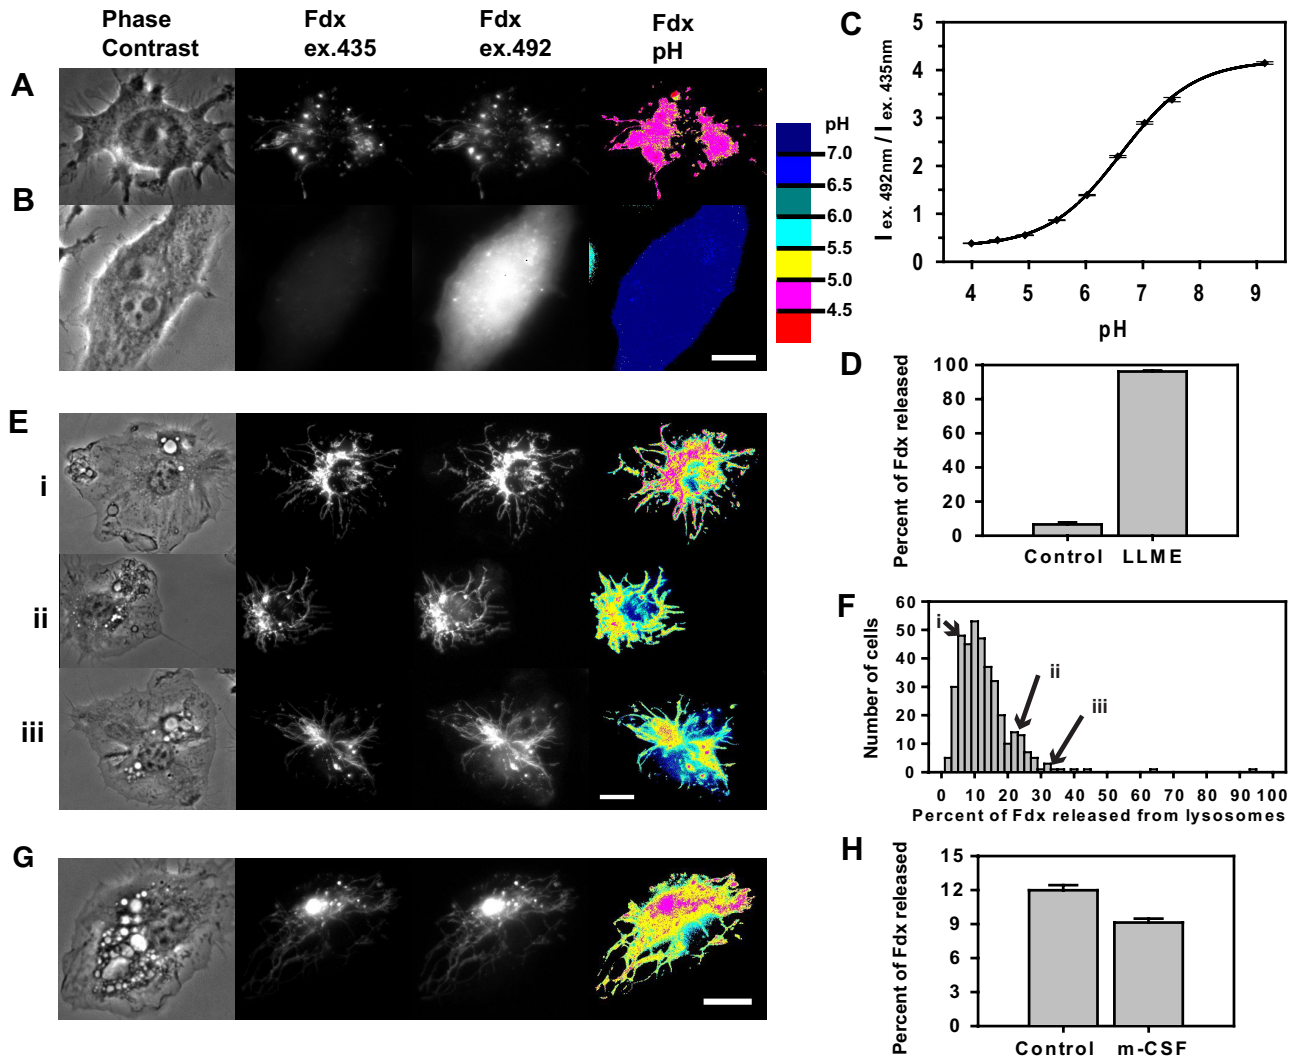 Phase
Contrast
Fdx
ex.435
Fdx
ex.492
Fdx
pH
A
B
pH
7.0
6.5
6.0
5.5
5.0
4.5
C
I ex. 492nm / I ex. 435nm
5
4
3
2
1
0
4 5 6 7 8 9
pH
D
Percent of Fdx released
100
80
60
40
20
0
Control LLME
E
i
ii
iii
F
Number of cells
60
50
40
30
20
10
0
i
ii
iii
0 10 20 30 40 50 60 70 80 90 100
Percent of Fdx released from lysosomes
G
H
Percent of Fdx released
15
12
9
6
3
0
Control m-CSF